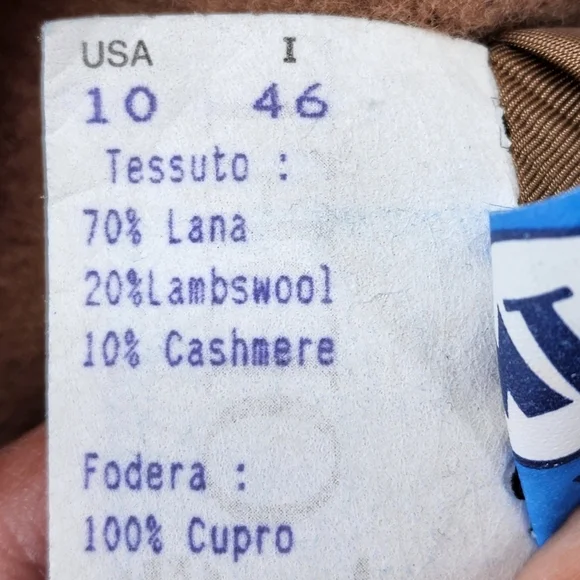 USA I
10 46
Tessuto :
70% Lana
20%Lambswool
10% Cashmere
Fodera :
100% Cupro